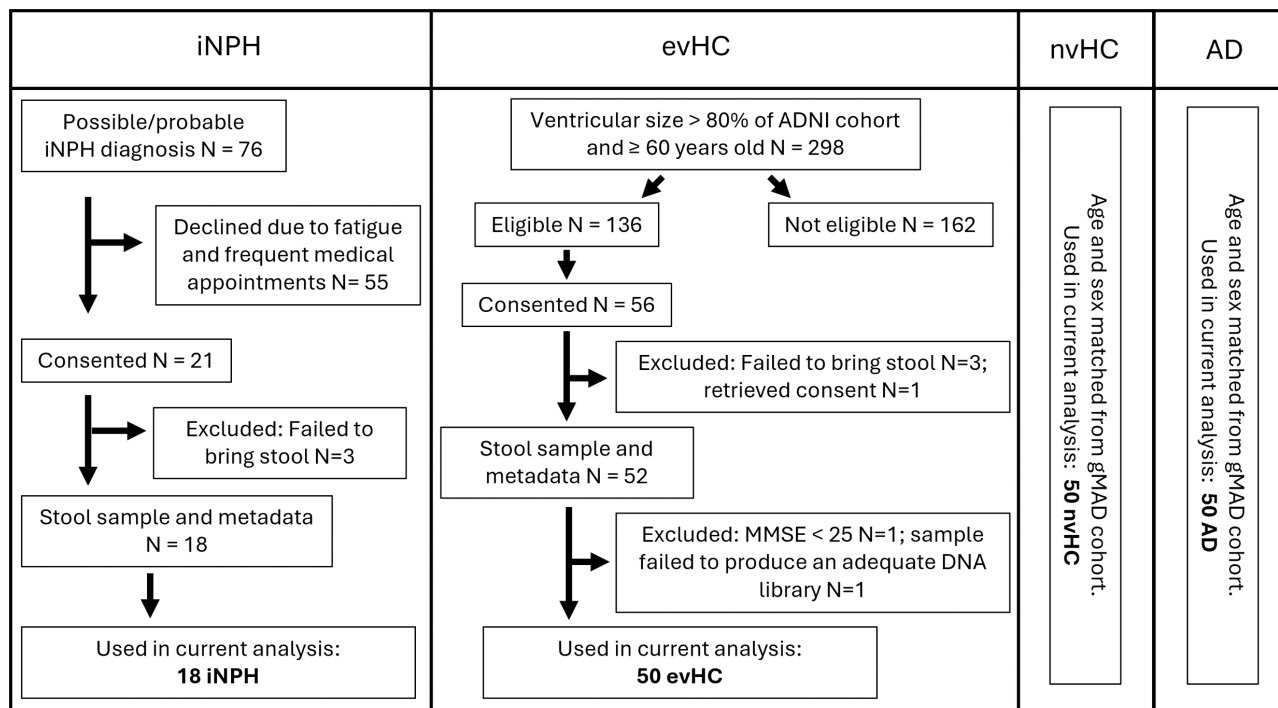 iNPH
Possible/probable
iNPH diagnosis N = 76
Declined due to fatigue
and frequent medical
appointments N= 55
Consented N = 21
Excluded: Failed to
bring stool N=3
Stool sample and metadata
N = 18
Used in current analysis:
18 iNPH
evHC
Ventricular size > 80% of ADNI cohort
and ≥ 60 years old N = 298
Eligible N = 136
Not eligible N = 162
Consented N = 56
Excluded: Failed to bring stool N=3;
retrieved consent N=1
Stool sample and
metadata N = 52
Excluded: MMSE < 25 N=1; sample
failed to produce an adequate DNA
library N=1
Used in current analysis:
50 evHC
nvHC
Age and sex matched from gMAD cohort.
Used in current analysis: 50 nvHC
AD
Age and sex matched from gMAD cohort.
Used in current analysis: 50 AD